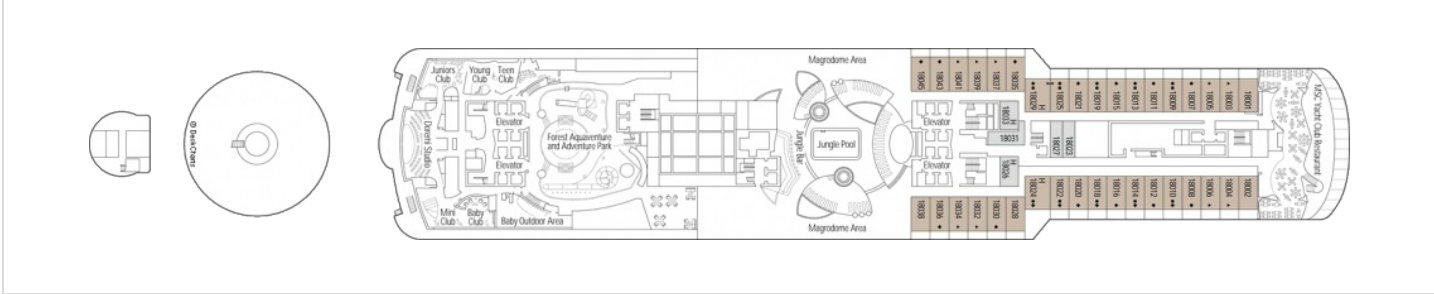 © DeckChart
Juniors
Club
Young
Club
Teen
Club
Doremi Studio
Mini
Club
Baby
Club
Baby Outdoor Area
Elevator
Elevator
Forest Aquaventure
and Adventure Park
Magrodome Area
Jungle Bar
Jungle Pool
Magrodome Area
Elevator
Elevator
18045
18043
18041
18039
18037
18035
18033
H
18031
H
18026
18038
18036
18034
18032
18030
18028
18029
H
18025
18021
18019
18015
18013
18011
18009
18007
18005
18003
18001
18027
18023
18024
H
18022
18020
18018
18016
18014
18012
18010
18008
18006
18004
18002
MSC Yacht Club Restaurant